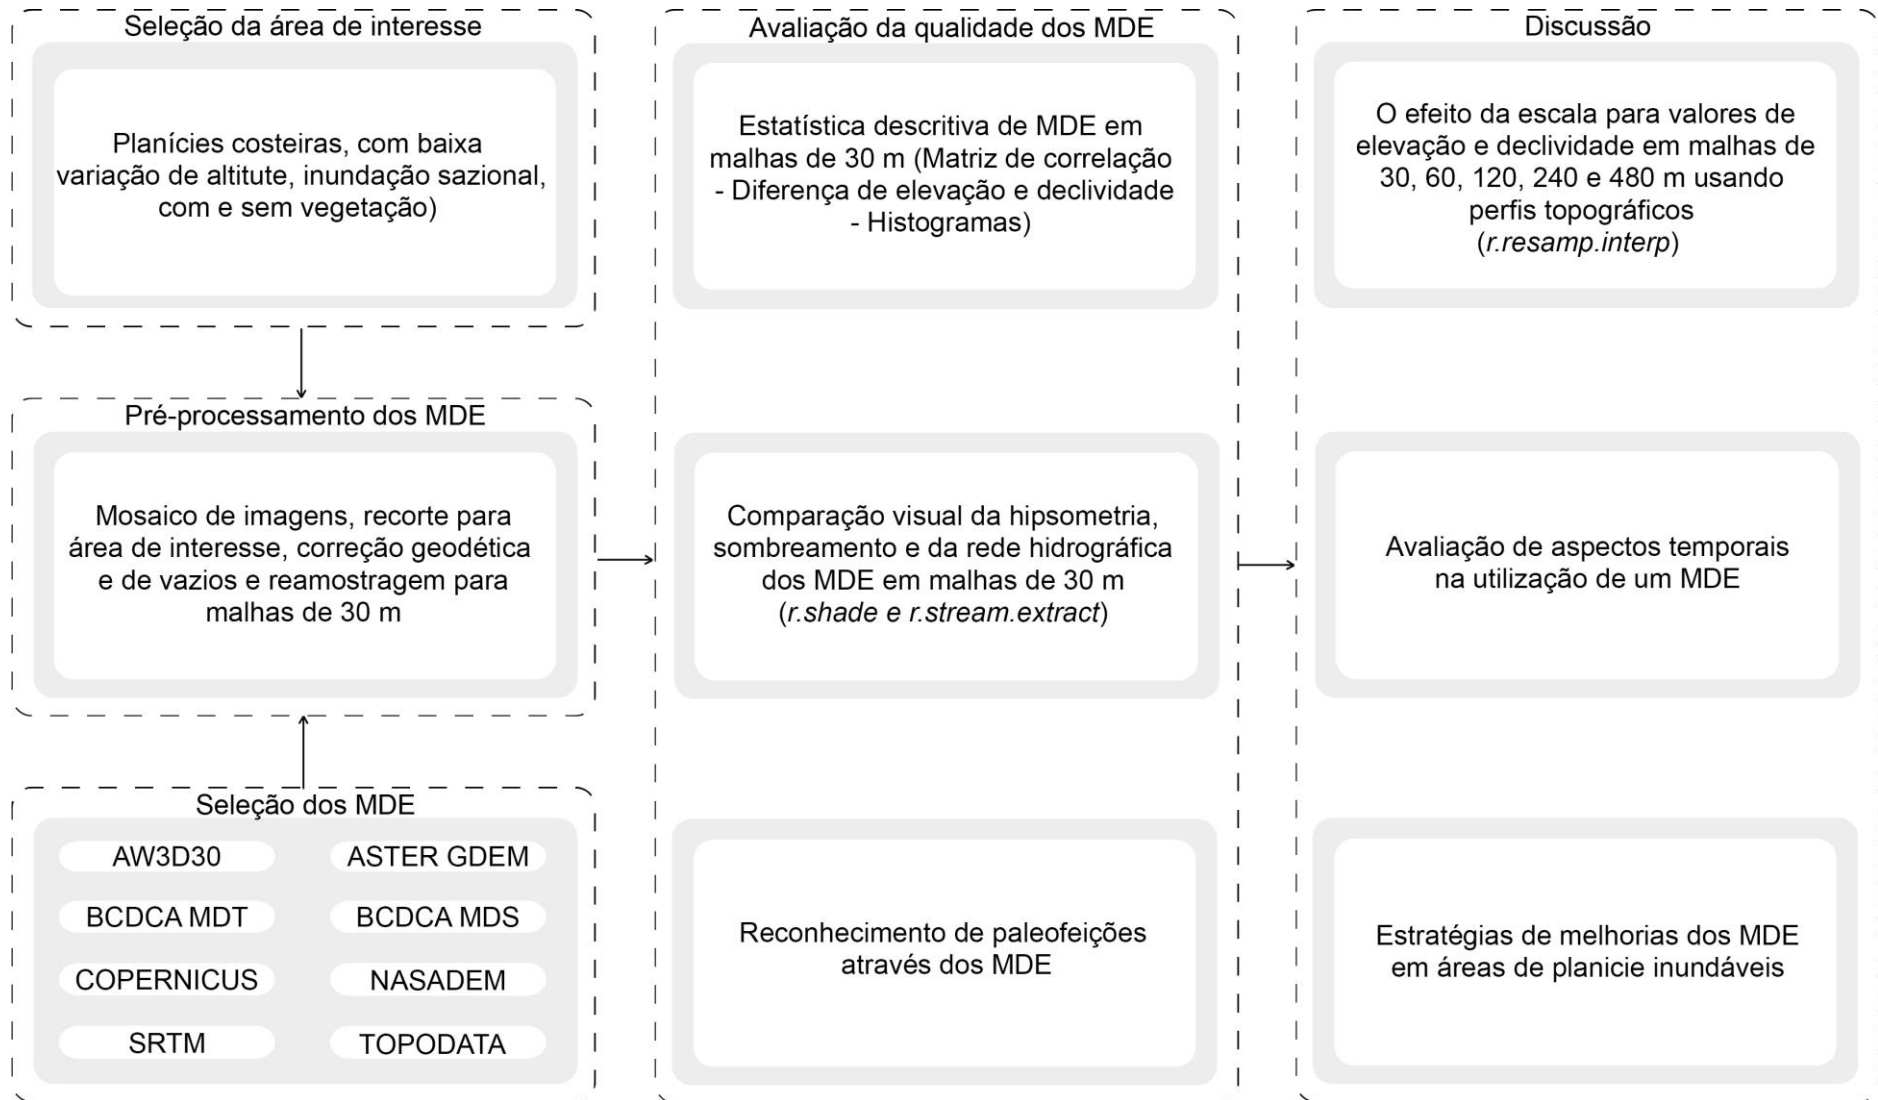 Seleção da área de interesse
Planícies costeiras, com baixa
variação de altitute, inundação sazional,
com e sem vegetação)
Pré-processamento dos MDE
Mosaico de imagens, recorte para
área de interesse, correção geodética
e de vazios e reamostragem para
malhas de 30 m
Seleção dos MDE
AW3D30
ASTER GDEM
BCDCA MDT
BCDCA MDS
COPERNICUS
NASADEM
SRTM
TOPODATA
Avaliação da qualidade dos MDE
Estatística descritiva de MDE em
malhas de 30 m (Matriz de correlação
- Diferença de elevação e declividade
- Histogramas)
Comparação visual da hipsometria,
sombreamento e da rede hidrográfica
dos MDE em malhas de 30 m
(r.shade e r.stream.extract)
Reconhecimento de paleofeições
através dos MDE
Discussão
O efeito da escala para valores de
elevação e declividade em malhas de
30, 60, 120, 240 e 480 m usando
perfis topográficos
(r.resamp.interp)
Avaliação de aspectos temporais
na utilização de um MDE
Estratégias de melhorias dos MDE
em áreas de planicie inundáveis